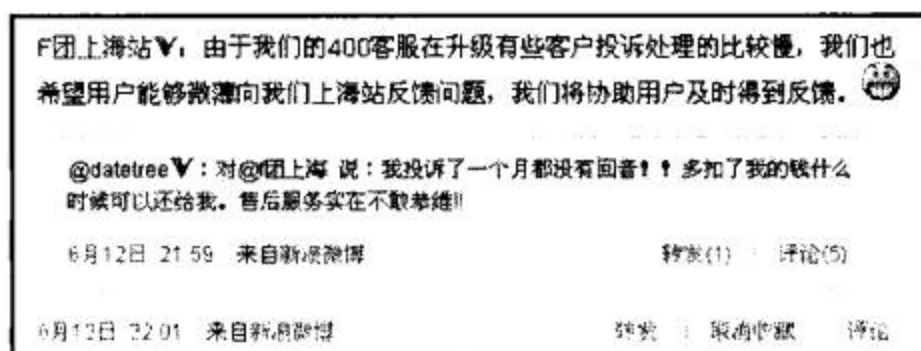 F团上海站V：由于我们的400客服在升级有些客户投诉处理的比较慢，我们也
希望用户能够微薄向我们上海站反馈问题，我们将协助用户及时得到反馈。
@datetreeV：对@f团上海 说：我投诉了一个月都没有回音！！多扣了我的钱什么
时候可以还给我。售后服务实在不敢恭维!!
6月12日 21:59 来自新浪微博 转发(1) | 评论(5)
6月12日 22:01 来自新浪微博 转发 | 取消收藏 评论